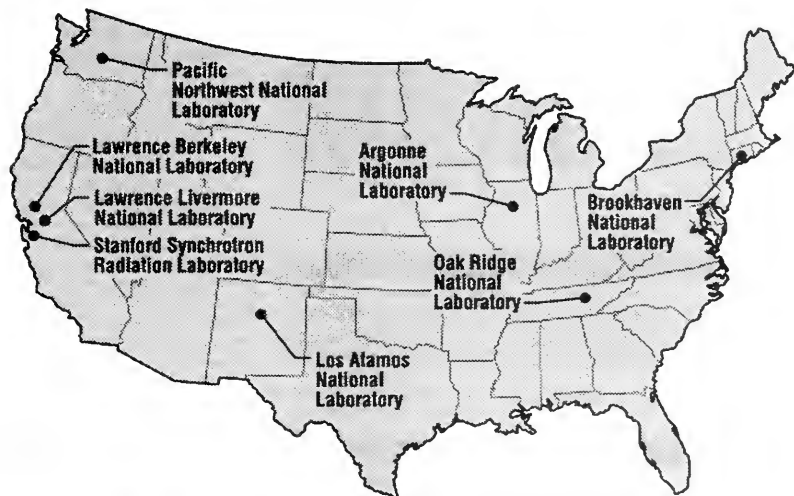 Pacific
Northwest National
Laboratory
Lawrence Berkeley
National Laboratory
Lawrence Livermore
National Laboratory
Stanford Synchrotron
Radiation Laboratory
Argonne
National
Laboratory
Brookhaven
National
Laboratory
Oak Ridge
National
Laboratory
Los Alamos
National
Laboratory